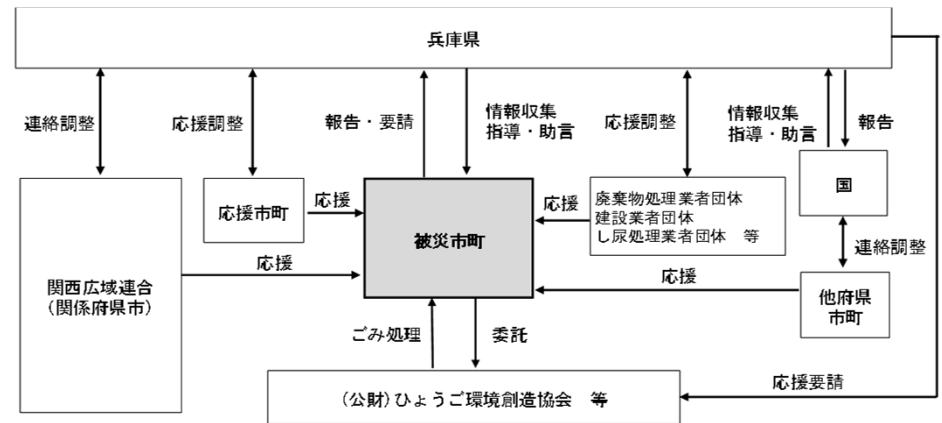 兵庫県
連絡調整
応援調整
報告・要請
情報収集
指導・助言
応援調整
情報収集
指導・助言
報告
関西広域連合
(関係府県市)
応援市町
応援
被災市町
応援
廃棄物処理業者団体
建設業者団体
し尿処理業者団体　等
国
連絡調整
応援
応援
他府県
市町
ごみ処理
委託
(公財)ひょうご環境創造協会　等
応援要請